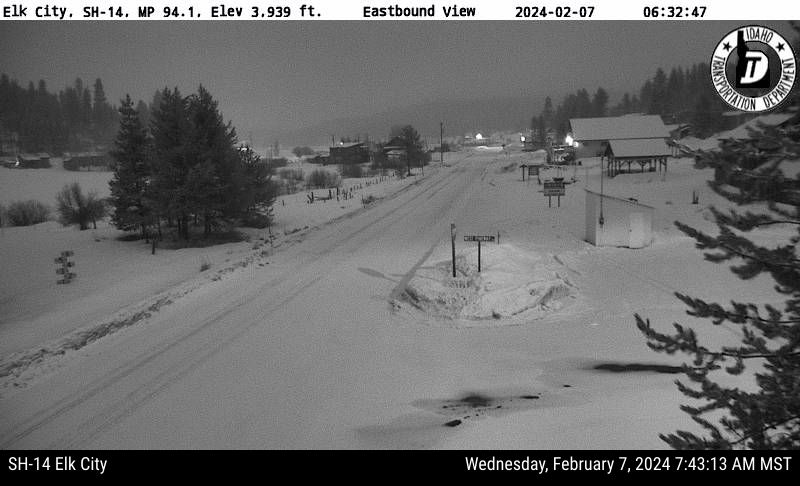 Elk City, SH-14, MP 94.1, Elev 3,939 ft. Eastbound View 2024-02-07 06:32:47
IDAHO
TRANSPORTATION DEPARTMENT
SH-14 Elk City Wednesday, February 7, 2024 7:43:13 AM MST